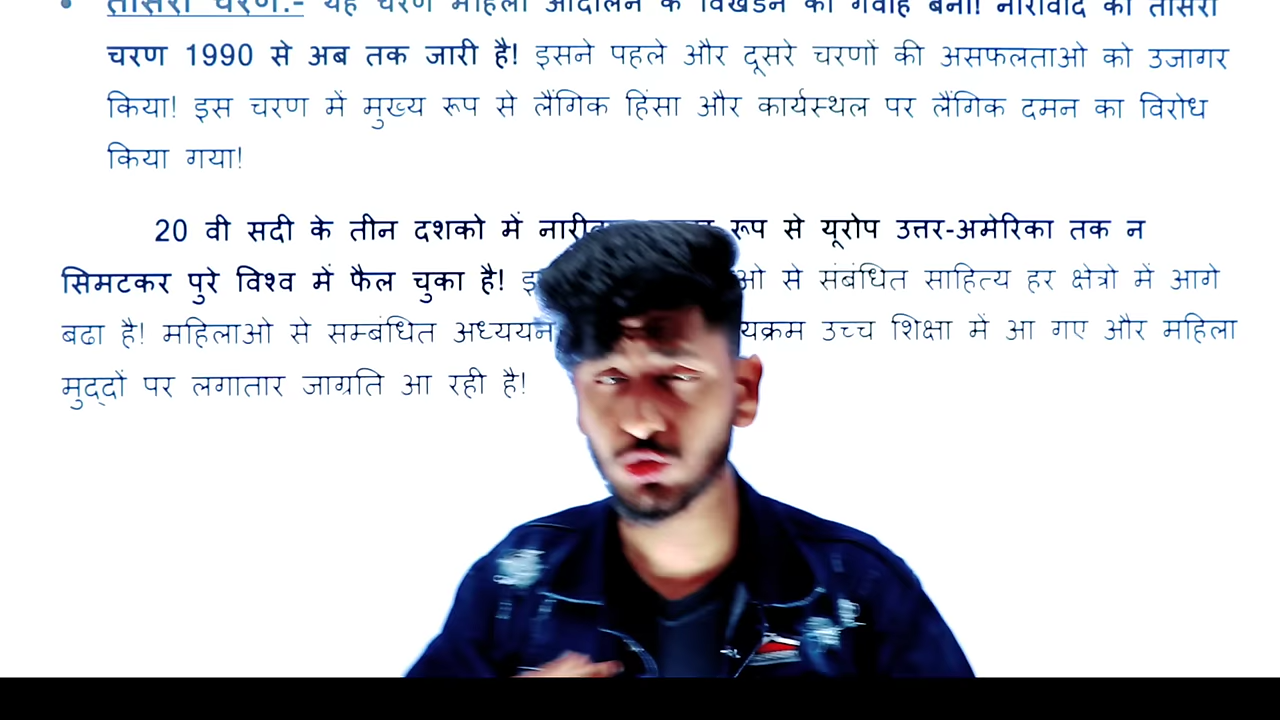 तीसरा चरण:- यह चरण महिला आंदोलन के विखंडन का गवाह बना! नारीवाद का तीसरा
चरण 1990 से अब तक जारी है! इसने पहले और दूसरे चरणों की असफलताओ को उजागर
किया! इस चरण में मुख्य रूप से लैंगिक हिंसा और कार्यस्थल पर लैंगिक दमन का विरोध
किया गया!
20 वी सदी के तीन दशको में रूप से यूरोप उत्तर-अमेरिका तक न
सिमटकर पुरे विश्व में फैल चुका है! से संबंधित साहित्य हर क्षेत्रो में आगे
बढा है! महिलाओ से सम्बंधित अध्ययन उच्च शिक्षा में आ गए और महिला
मुद्दों पर लगातार जाग्रति आ रही है!